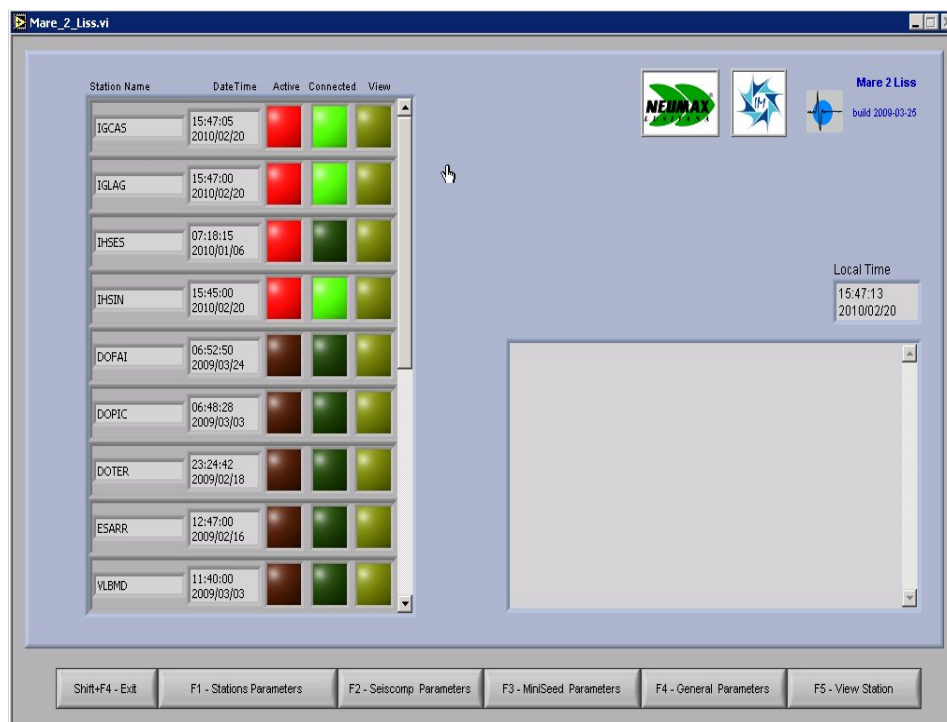 Mare_2_Liss.vi
Station Name DateTime Active Connected View
IGCAS 15:47:05
2010/02/20
IGLAG 15:47:00
2010/02/20
IHSES 07:18:15
2010/01/06
IHSIN 15:45:00
2010/02/20
DOFAI 06:52:50
2009/03/24
DOPIC 06:48:28
2009/03/03
DOTER 23:24:42
2009/02/18
ESARR 12:47:00
2009/02/16
VLBMD 11:40:00
2009/03/03
NEUMAX
LUSITANA
IM
Mare 2 Liss
build 2009-03-25
Local Time
15:47:13
2010/02/20
Shift+F4 - Exit F1 - Stations Parameters F2 - Seiscomp Parameters F3 - MiniSeed Parameters F4 - General Parameters F5 - View Station